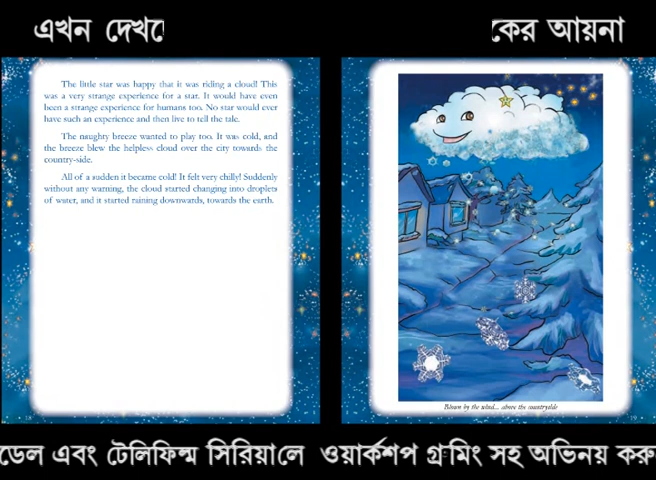 এখন দেখছে
কের আয়না
The little star was happy that it was riding a cloud! This
was a very strange experience for a star. It would have even
been a strange experience for humans too. No star would ever
have such an experience and then live to tell the tale.
The naughty breeze wanted to play too. It was cold, and
the breeze blew the helpless cloud over the city towards the
country-side.
All of a sudden it became cold! It felt very chilly! Suddenly
without any warning, the cloud started changing into droplets
of water, and it started raining downwards, towards the earth.
Blown by the wind... above the countryside
18
19
ডেল এবং টেলিফিল্ম সিরিয়ালে ওয়ার্কশপ গ্রুমিং সহ অভিনয় করু